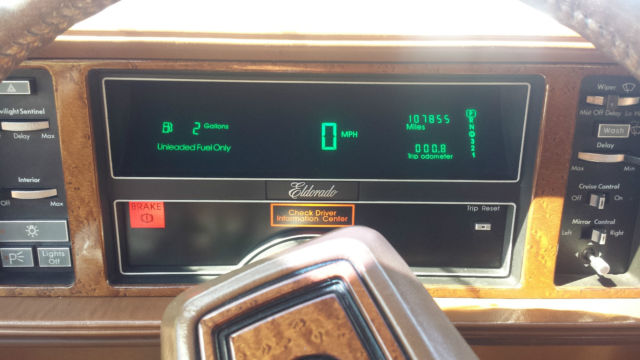 Twilight Sentinel
Delay Max
Interior
Off Max
Lights
Off
2 Gallons
Unleaded Fuel Only
0 MPH
107855
Miles
000.8
Trip odometer
P
R
N
D
3
2
1
Eldorado
BRAKE
Check Driver
Information Center
Trip Reset
Wiper
Mist Off Delay Lo Hi
Wash
Delay
Max
Cruise Control
Off On
Mirror Control
Left Right